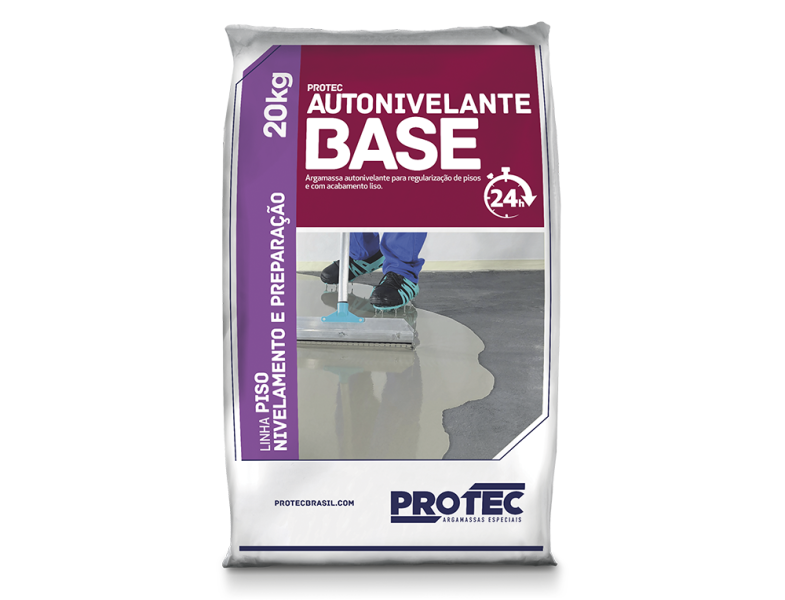 20kg
PROTEC
AUTONIVELANTE
BASE
Argamassa autonivelante para regularização de pisos
e com acabamento liso.
24h
LINHA PISO
NIVELAMENTO E PREPARAÇÃO
PROTECBRASIL.COM
PROTEC
ARGAMASSAS ESPECIAIS